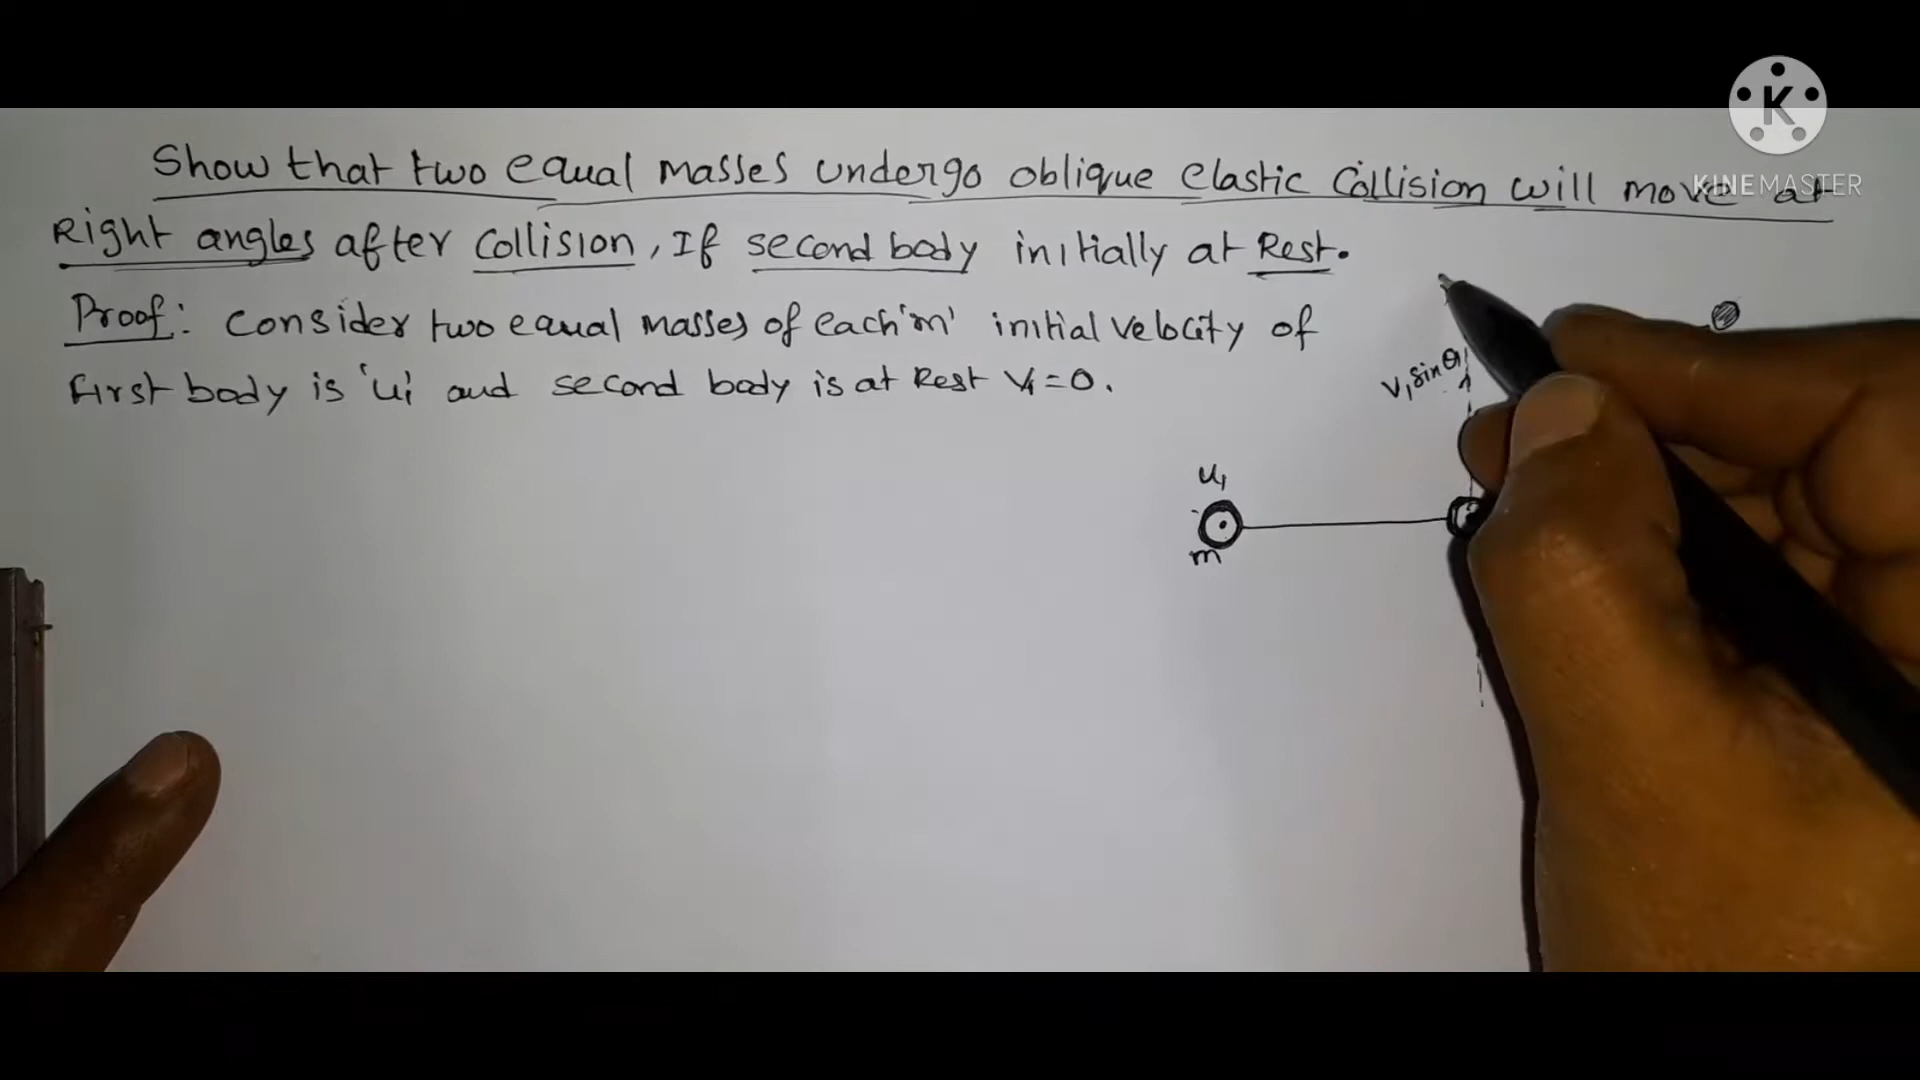 K
KINEMASTER
Show that two equal masses undergo oblique elastic Collision will move at
Right angles after Collision, If second body initially at Rest.
Proof: Consider two equal masses of each 'm' initial velocity of
First body is 'u₁ and second body is at Rest V₁=0.
V₁ sinθ₁
u₁
m